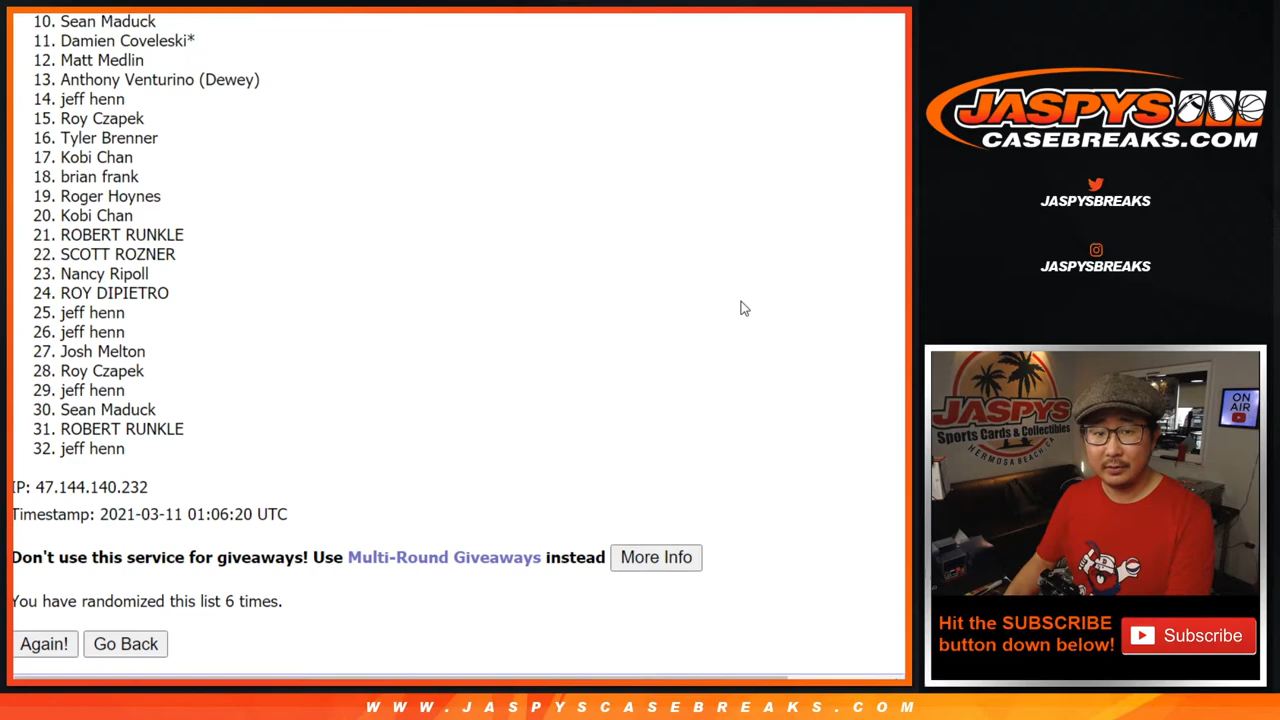 10. Sean Maduck
11. Damien Coveleski*
12. Matt Medlin
13. Anthony Venturino (Dewey)
14. jeff henn
15. Roy Czapek
16. Tyler Brenner
17. Kobi Chan
18. brian frank
19. Roger Hoynes
20. Kobi Chan
21. ROBERT RUNKLE
22. SCOTT ROZNER
23. Nancy Ripoll
24. ROY DIPIETRO
25. jeff henn
26. jeff henn
27. Josh Melton
28. Roy Czapek
29. jeff henn
30. Sean Maduck
31. ROBERT RUNKLE
32. jeff henn
IP: 47.144.140.232
Timestamp: 2021-03-11 01:06:20 UTC
Don't use this service for giveaways! Use Multi-Round Giveaways instead More Info
You have randomized this list 6 times.
Again! Go Back
JASPYS
CASEBREAKS.COM
JASPYSBREAKS
JASPYSBREAKS
JASPYS
Sports Cards & Collectibles
HERMOSA BEACH, CA
ON
AIR
Hit the SUBSCRIBE
button down below!
Subscribe
WWW.JASPYSCASEBREAKS.COM